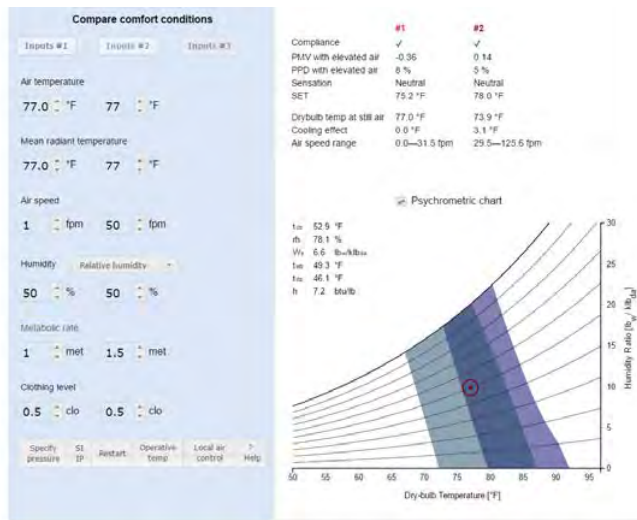 Compare comfort conditions
Inputs #1 Inputs #2 Inputs #3
Air temperature
77.0 °F 77 °F
Mean radiant temperature
77.0 °F 77 °F
Air speed
1 fpm 50 fpm
Humidity Relative humidity
50 % 50 %
Metabolic rate
1 met 1.5 met
Clothing level
0.5 clo 0.5 clo
Specify pressure SI IP Restart Operative temp Local air control ? Help
#1 #2
Compliance ✓ ✓
PMV with elevated air -0.36 0.14
PPD with elevated air 8 % 5 %
Sensation Neutral Neutral
SET 75.2 °F 78.0 °F
Drybulb temp at still air 77.0 °F 73.9 °F
Cooling effect 0.0 °F 3.1 °F
Air speed range 0.0—31.5 fpm 29.5—125.6 fpm
Psychrometric chart
52.9 °F
rh 78.1 %
6.6
49.3 °F
46.1 °F
h 7.2 btu/lb
30
25
20
15
10
5
0
Humidity Ratio [lbw / klbda]
50 55 60 65 70 75 80 85 90 95
Dry-bulb Temperature [°F]